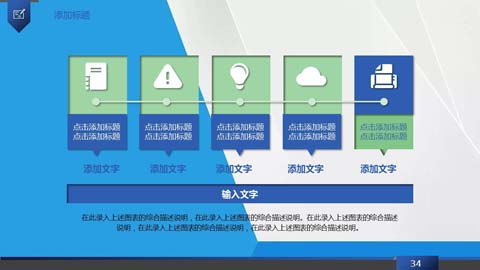 添加标题
点击添加标题 点击添加标题 点击添加标题 点击添加标题 点击添加标题
点击添加标题 点击添加标题 点击添加标题 点击添加标题 点击添加标题
添加文字 添加文字 添加文字 添加文字 添加文字
输入文字
在此录入上述图表的综合描述说明，在此录入上述图表的综合描述说明。在此录入上述图表的综合描述说
明，在此录入上述图表的综合描述说明，在此录入上述图表的综合描述说明。
34